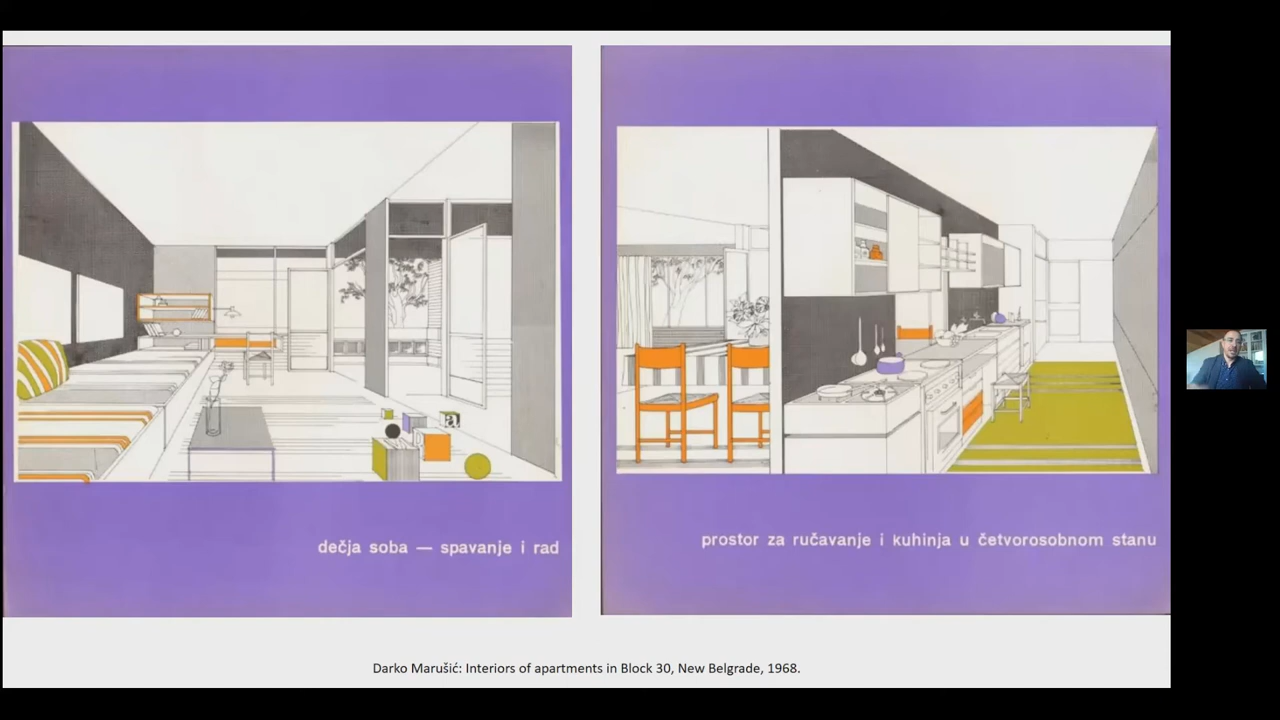 dečja soba — spavanje i rad
prostor za ručavanje i kuhinja u četvorosobnom stanu
a
Darko Marušić: Interiors of apartments in Block 30, New Belgrade, 1968.